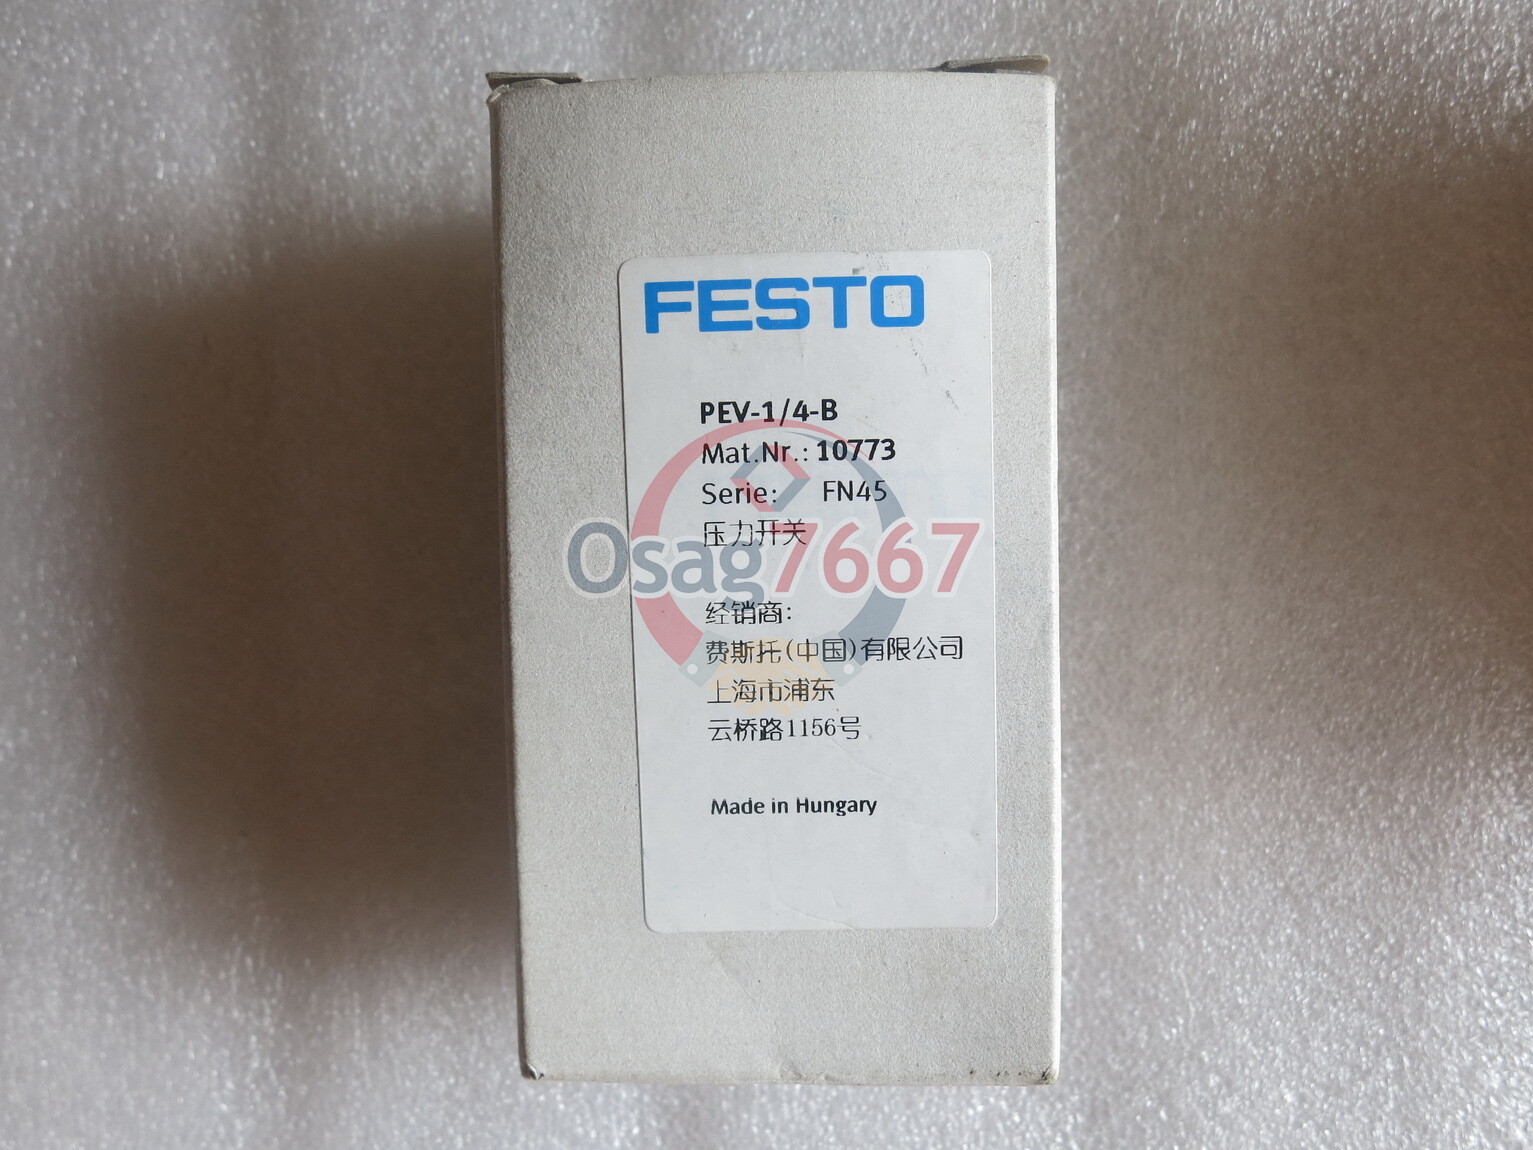 FESTO
PEV-1/4-B
Mat.Nr.: 10773
Serie: FN45
压力开关
Osag7667
经销商:
费斯托(中国)有限公司
上海市浦东
云桥路1156号
Made in Hungary